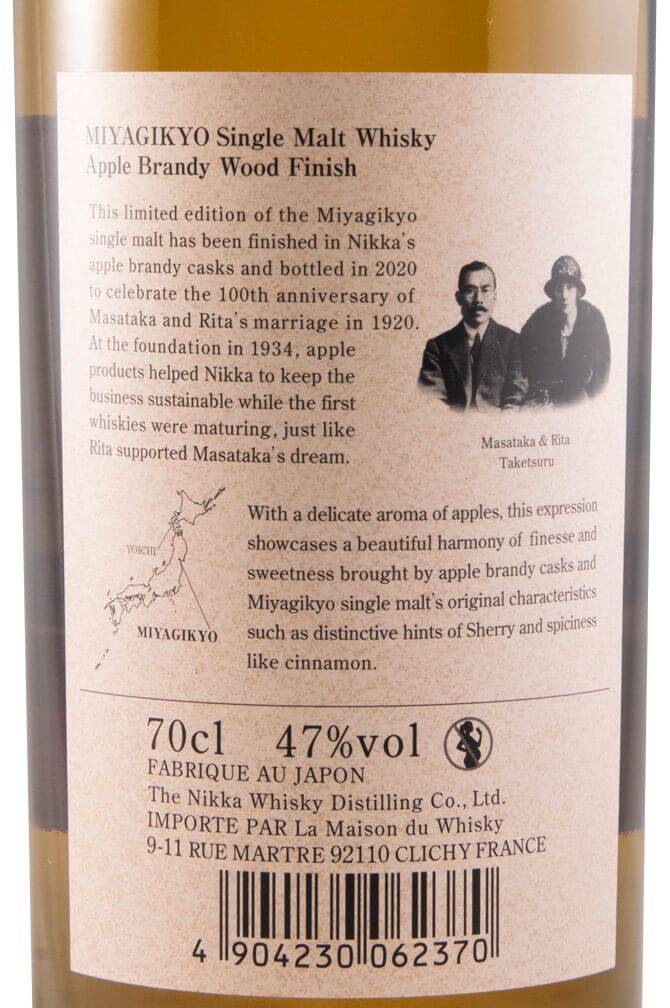 MIYAGIKYO Single Malt Whisky
Apple Brandy Wood Finish
This limited edition of the Miyagikyo
single malt has been finished in Nikka's
apple brandy casks and bottled in 2020
to celebrate the 100th anniversary of
Masataka and Rita's marriage in 1920.
At the foundation in 1934, apple
products helped Nikka to keep the
business sustainable while the first
whiskies were maturing, just like
Rita supported Masataka's dream.
Masataka & Rita
Taketsuru
YOICHI
MIYAGIKYO
With a delicate aroma of apples, this expression
showcases a beautiful harmony of finesse and
sweetness brought by apple brandy casks and
Miyagikyo single malt's original characteristics
such as distinctive hints of Sherry and spiciness
like cinnamon.
70cl 47%vol
FABRIQUE AU JAPON
The Nikka Whisky Distilling Co., Ltd.
IMPORTE PAR La Maison du Whisky
9-11 RUE MARTRE 92110 CLICHY FRANCE
4 904230 062370